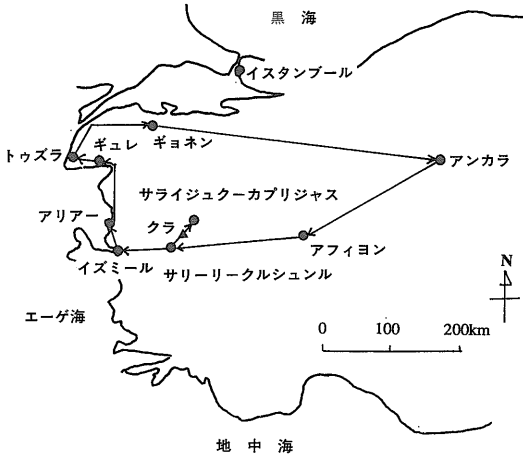 黒海
イスタンブール
ギュレ
ギョネン
トゥズラ
アンカラ
サライジュクーカプリジャス
アリアー
クラ
アフィヨン
イズミール
サリーリークルシュンル
N
エーゲ海
0 100 200km
地中海